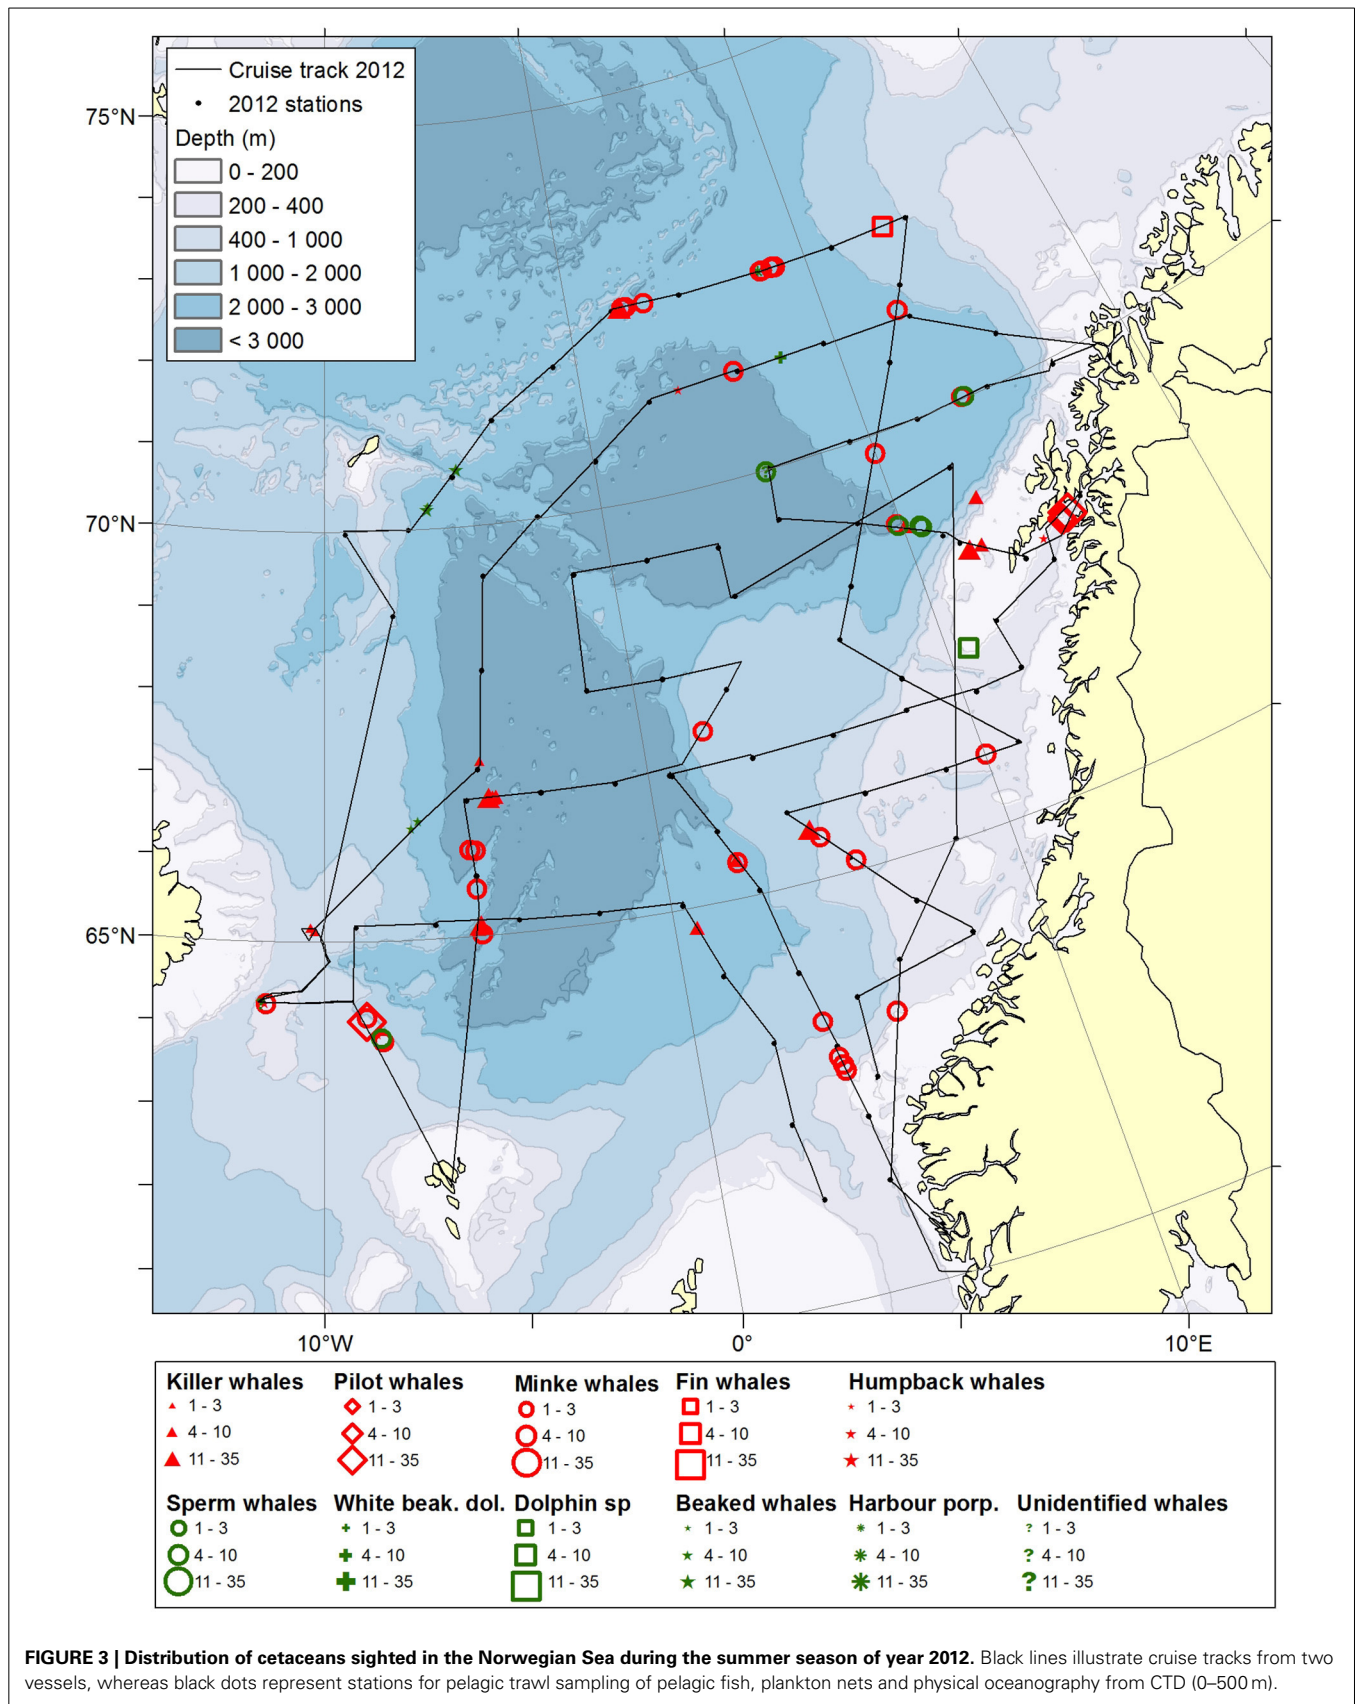 Cruise track 2012
2012 stations
Depth (m)
0 - 200
200 - 400
400 - 1 000
1 000 - 2 000
2 000 - 3 000
< 3 000
75°N
70°N
65°N
10°W
0°
10°E
Killer whales
1 - 3
4 - 10
11 - 35
Pilot whales
1 - 3
4 - 10
11 - 35
Minke whales
1 - 3
4 - 10
11 - 35
Fin whales
1 - 3
4 - 10
11 - 35
Humpback whales
1 - 3
4 - 10
11 - 35
Sperm whales
1 - 3
4 - 10
11 - 35
White beak. dol.
1 - 3
4 - 10
11 - 35
Dolphin sp
1 - 3
4 - 10
11 - 35
Beaked whales
1 - 3
4 - 10
11 - 35
Harbour porp.
1 - 3
4 - 10
11 - 35
Unidentified whales
? 1 - 3
? 4 - 10
? 11 - 35
FIGURE 3 | Distribution of cetaceans sighted in the Norwegian Sea during the summer season of year 2012. Black lines illustrate cruise tracks from two
vessels, whereas black dots represent stations for pelagic trawl sampling of pelagic fish, plankton nets and physical oceanography from CTD (0–500 m).